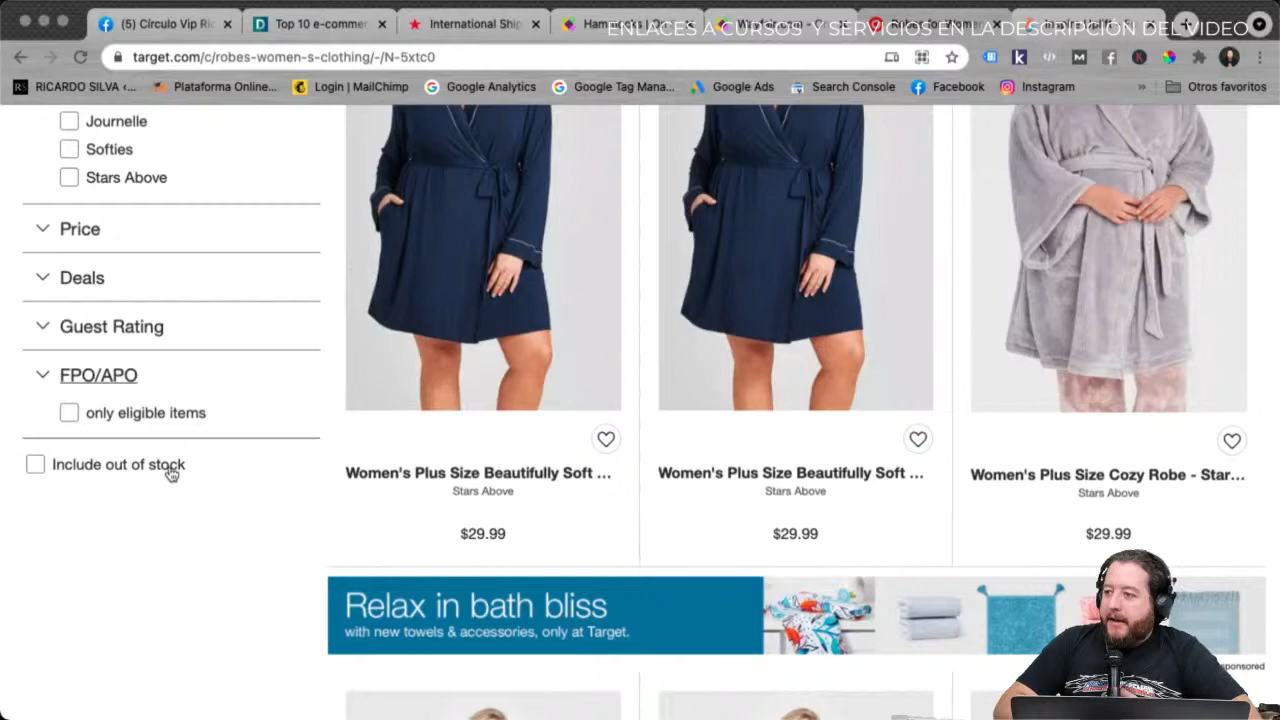 ENLACES A CURSOS Y SERVICIOS EN LA DESCRIPCIÓN DEL VIDEO
(5) Círculo Vip Ric
Top 10 e-commer
International Ship
target.com/c/robes-women-s-clothing/-/N-5xtc0
RICARDO SILVA ‹...
Plataforma Online...
Login | MailChimp
Google Analytics
Google Tag Mana...
Google Ads
Search Console
Facebook
Instagram
Otros favoritos
Journelle
Softies
Stars Above
Price
Deals
Guest Rating
FPO/APO
only eligible items
Include out of stock
Women's Plus Size Beautifully Soft ...
Stars Above
$29.99
Women's Plus Size Beautifully Soft ...
Stars Above
$29.99
Women's Plus Size Cozy Robe - Star...
Stars Above
$29.99
Relax in bath bliss
with new towels & accessories, only at Target.
sponsored